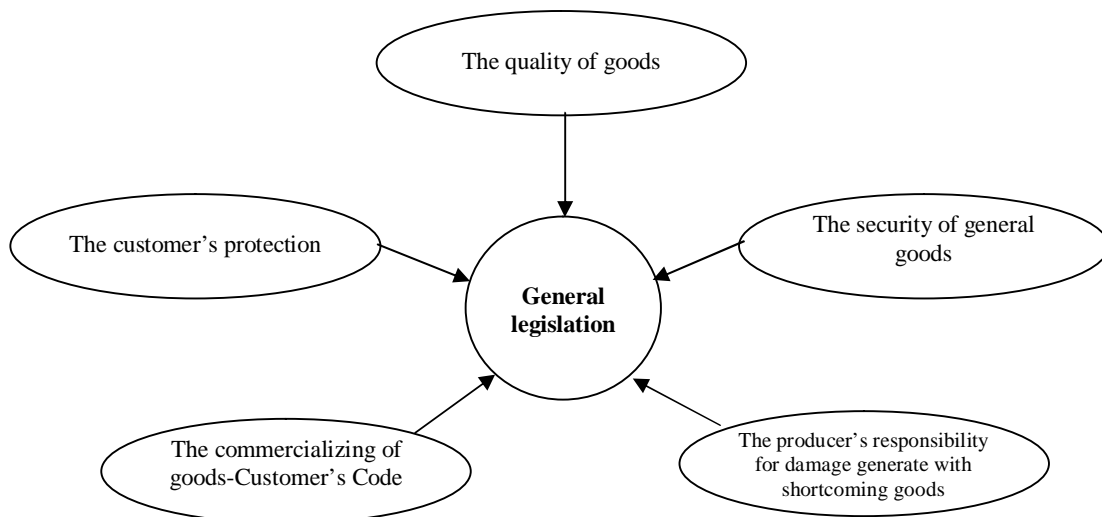 The quality of goods
The customer's protection
The security of general
goods
General
legislation
The commercializing of
goods-Customer's Code
The producer's responsibility
for damage generate with
shortcoming goods